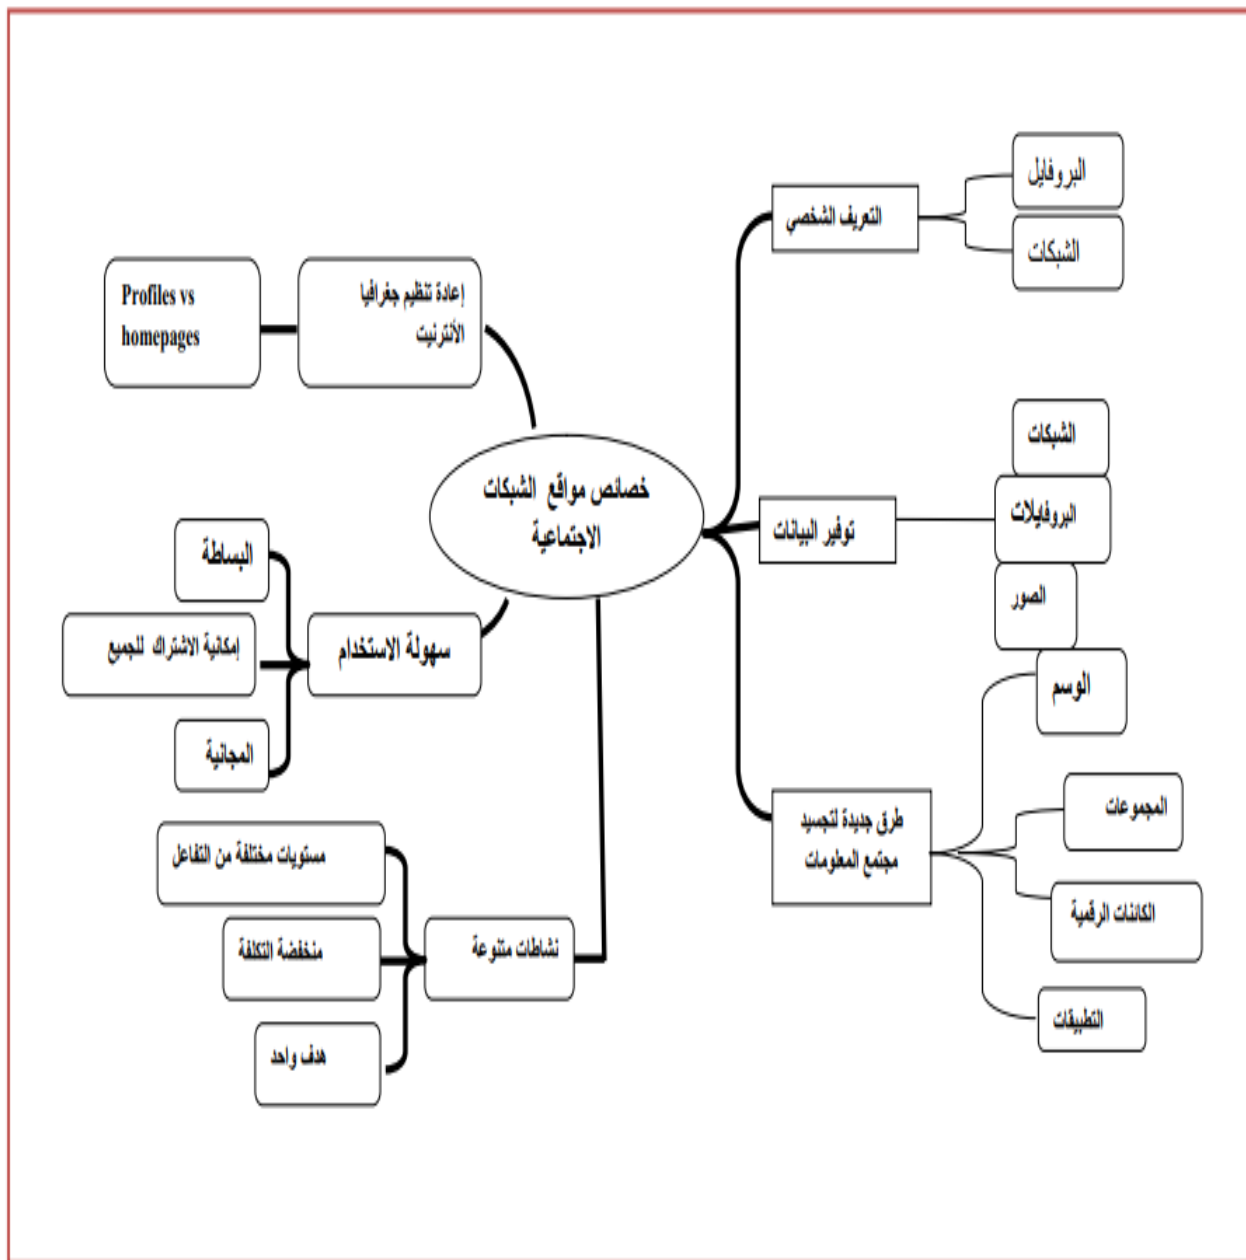 خصائص مواقع الشبكات
الاجتماعية
التعريف الشخصي
البروفايل
الشبكات
توفير البيانات
الشبكات
البروفايلات
الصور
طرق جديدة لتجسيد
مجتمع المعلومات
الوسم
المجموعات
الكائنات الرقمية
التطبيقات
إعادة تنظيم جغرافيا
الأنترنيت
Profiles vs
homepages
سهولة الاستخدام
البساطة
إمكانية الاشتراك للجميع
المجانية
نشاطات متنوعة
مستويات مختلفة من التفاعل
منخفضة التكلفة
هدف واحد